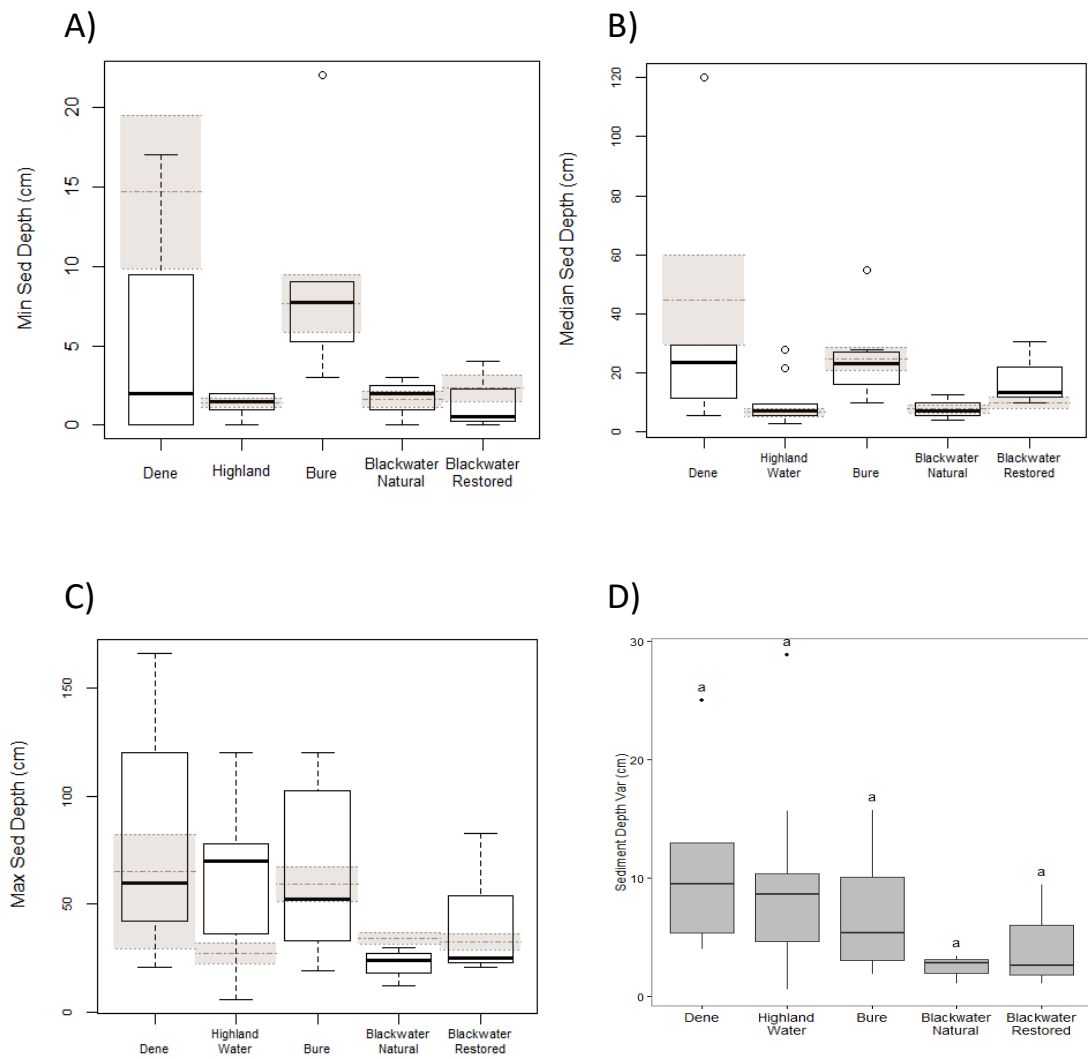 A)
Min Sed Depth (cm)
20
15
10
5
0
Dene Highland Bure Blackwater Natural Blackwater Restored
B)
Median Sed Depth (cm)
120
100
80
60
40
20
0
Dene Highland Water Bure Blackwater Natural Blackwater Restored
C)
Max Sed Depth (cm)
150
100
50
0
Dene Highland Water Bure Blackwater Natural Blackwater Restored
D)
Sediment Depth Var (cm)
30
20
10
0
a a a a a
Dene Highland Water Bure Blackwater Natural Blackwater Restored